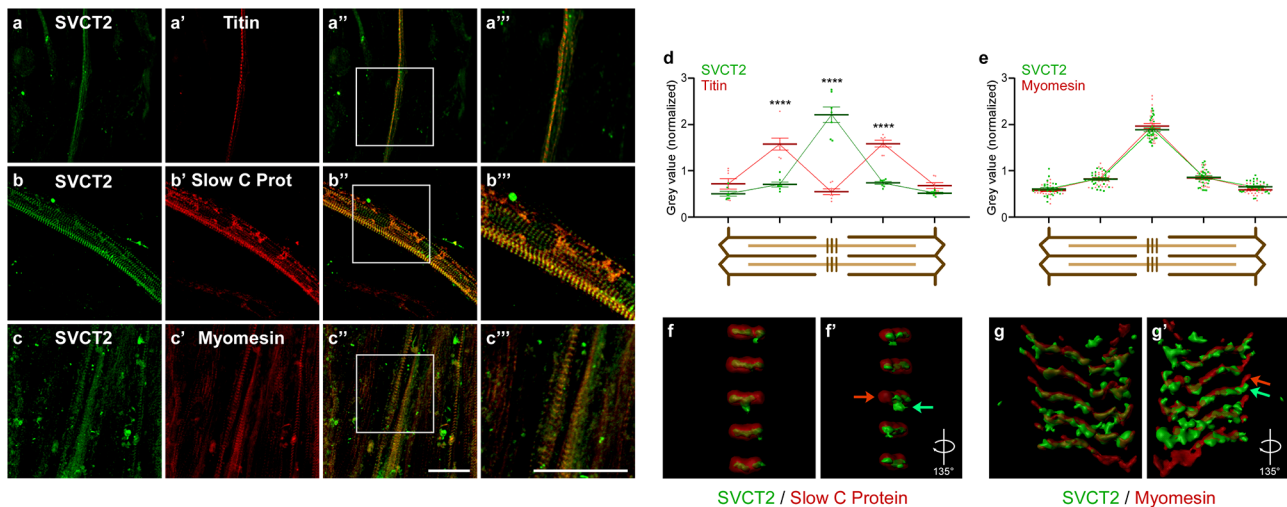 a SVCT2 a' Titin a'' a'''
b SVCT2 b' Slow C Prot b'' b'''
c SVCT2 c' Myomesin c'' c'''
d
SVCT2
Titin
Grey value (normalized)
3
2
1
0
****
****
****
e
SVCT2
Myomesin
Grey value (normalized)
3
2
1
0
f f' g g'
135° 135°
SVCT2 / Slow C Protein SVCT2 / Myomesin